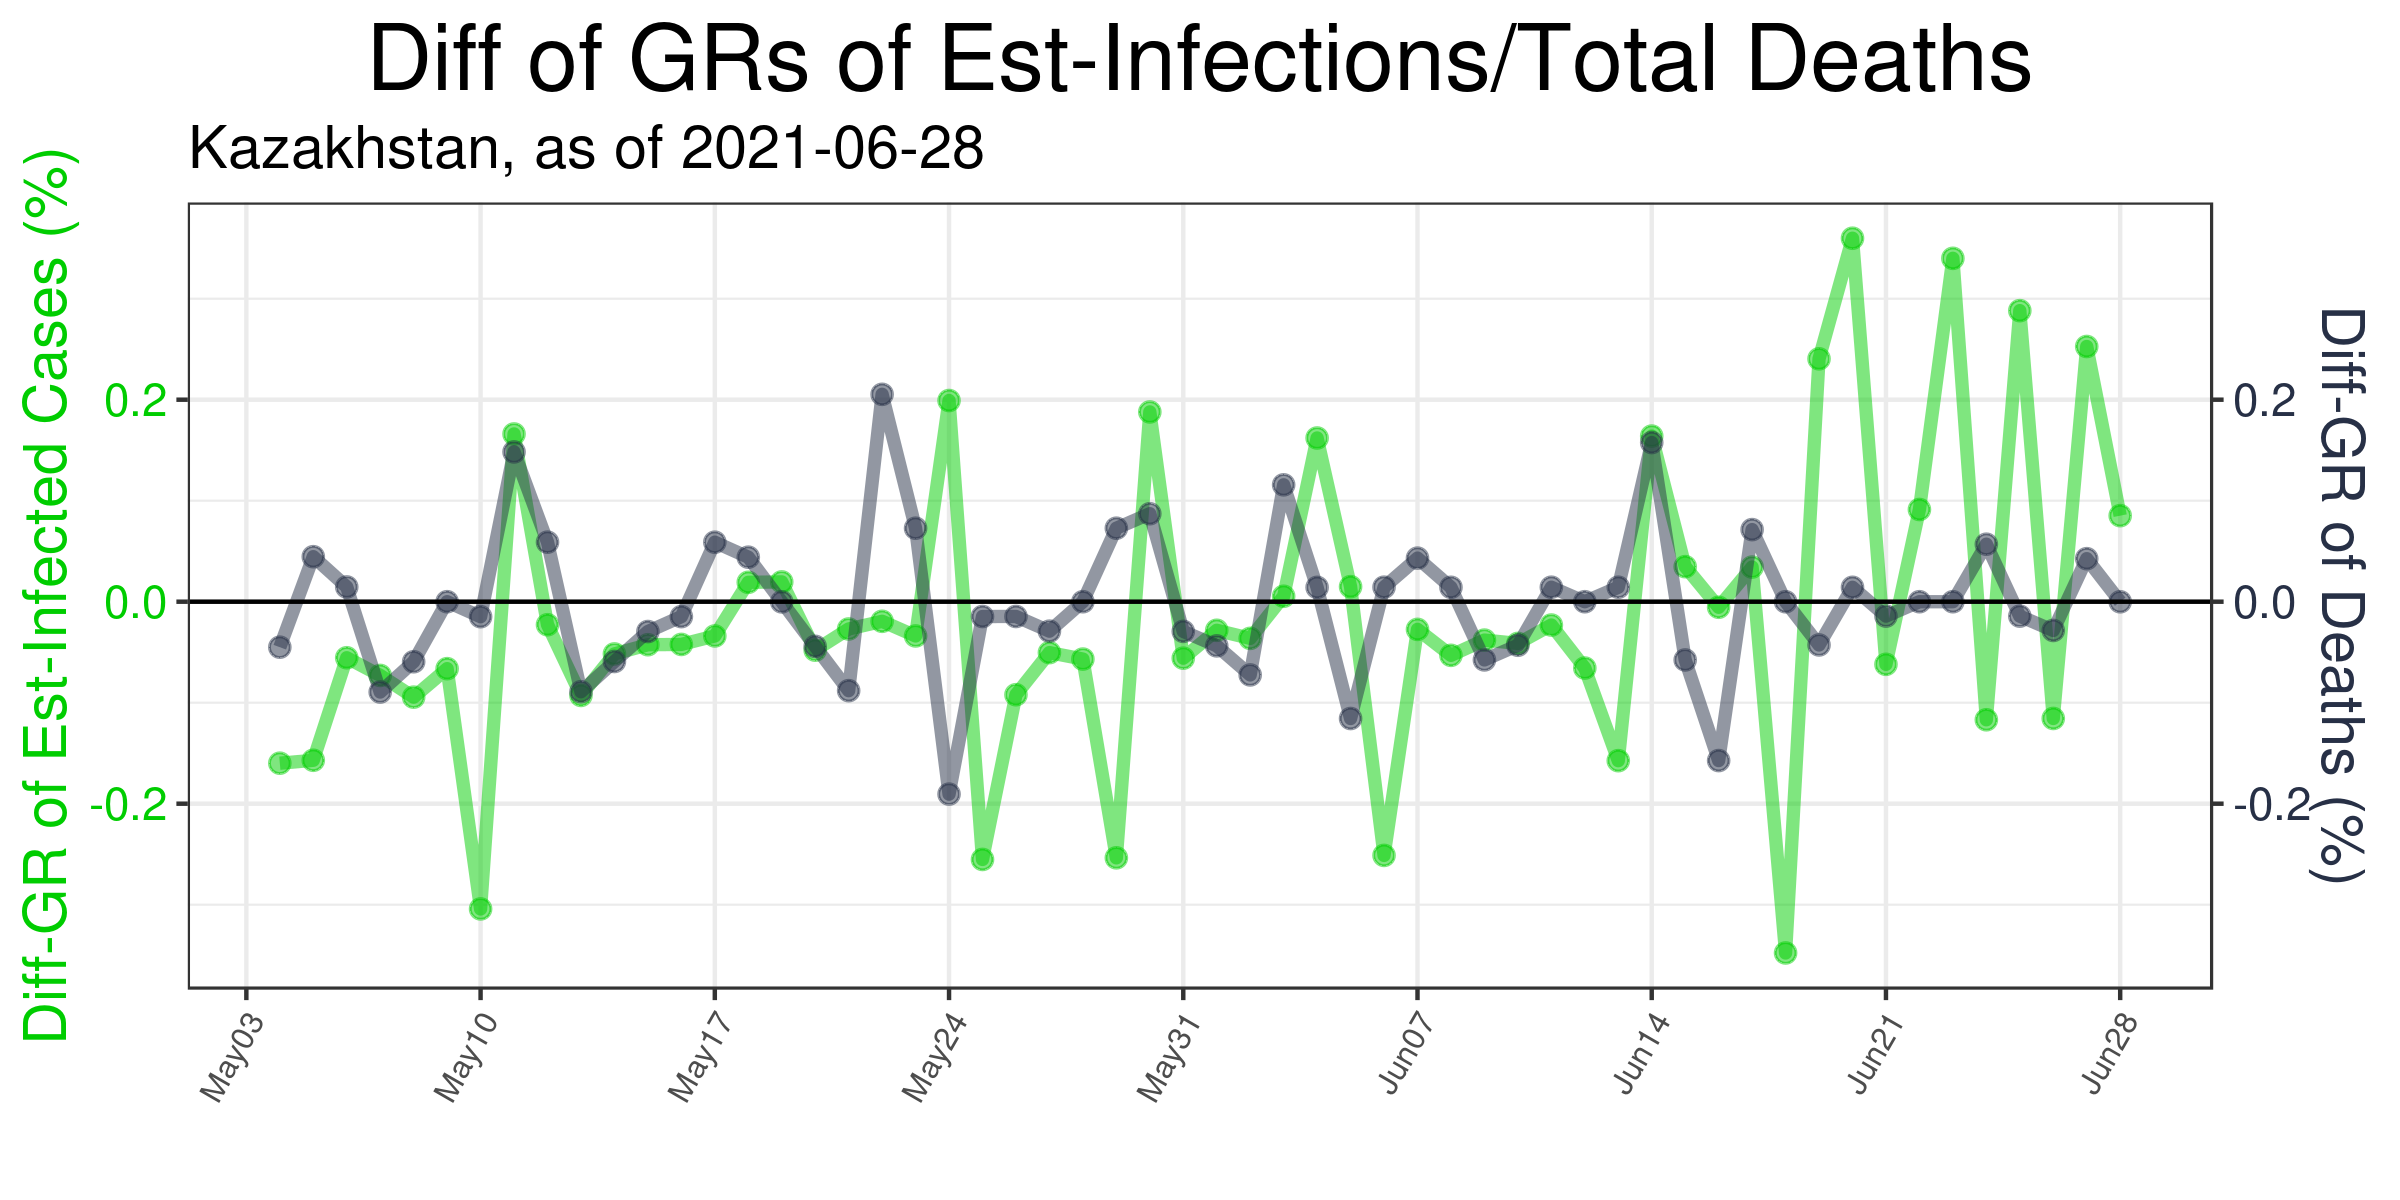 Diff of GRs of Est-Infections/Total Deaths
Kazakhstan, as of 2021-06-28
Diff-GR of Est-Infected Cases (%)
0.2
0.0
-0.2
0.2
0.0
-0.2
Diff-GR of Deaths (%)
May03
May10
May17
May24
May31
Jun07
Jun14
Jun21
Jun28